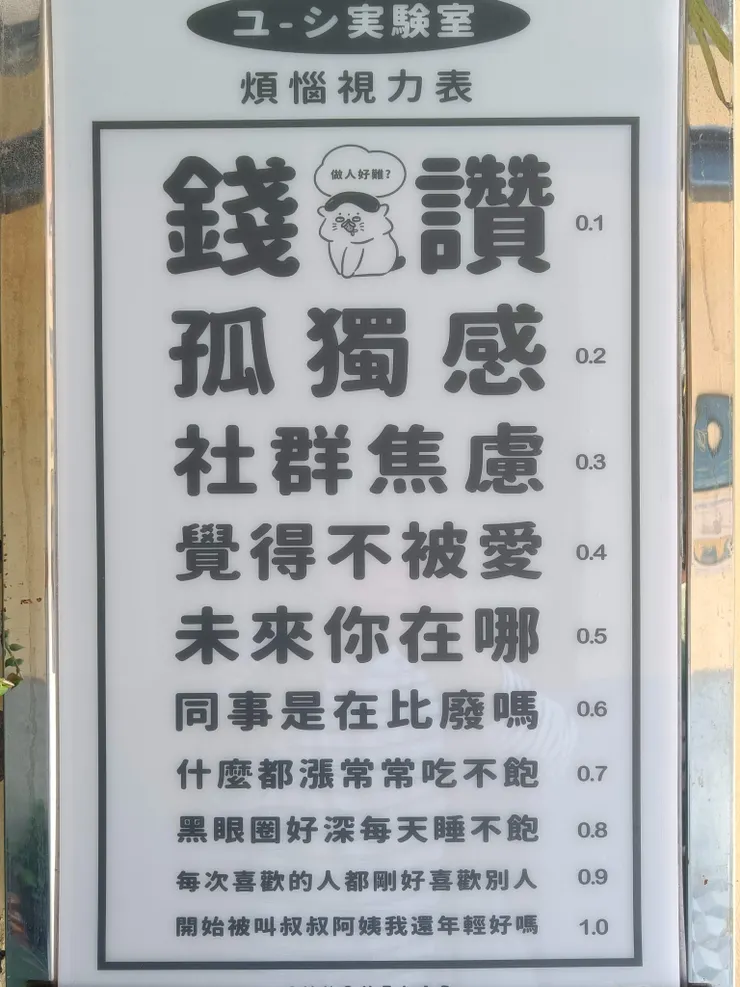 ユ-シ実験室
煩惱視力表
做人好難?
錢 讚 0.1
孤獨感 0.2
社群焦慮 0.3
覺得不被愛 0.4
未來你在哪 0.5
同事是在比廢嗎 0.6
什麼都漲常常吃不飽 0.7
黑眼圈好深每天睡不飽 0.8
每次喜歡的人都剛好喜歡別人 0.9
開始被叫叔叔阿姨我還年輕好嗎 1.0